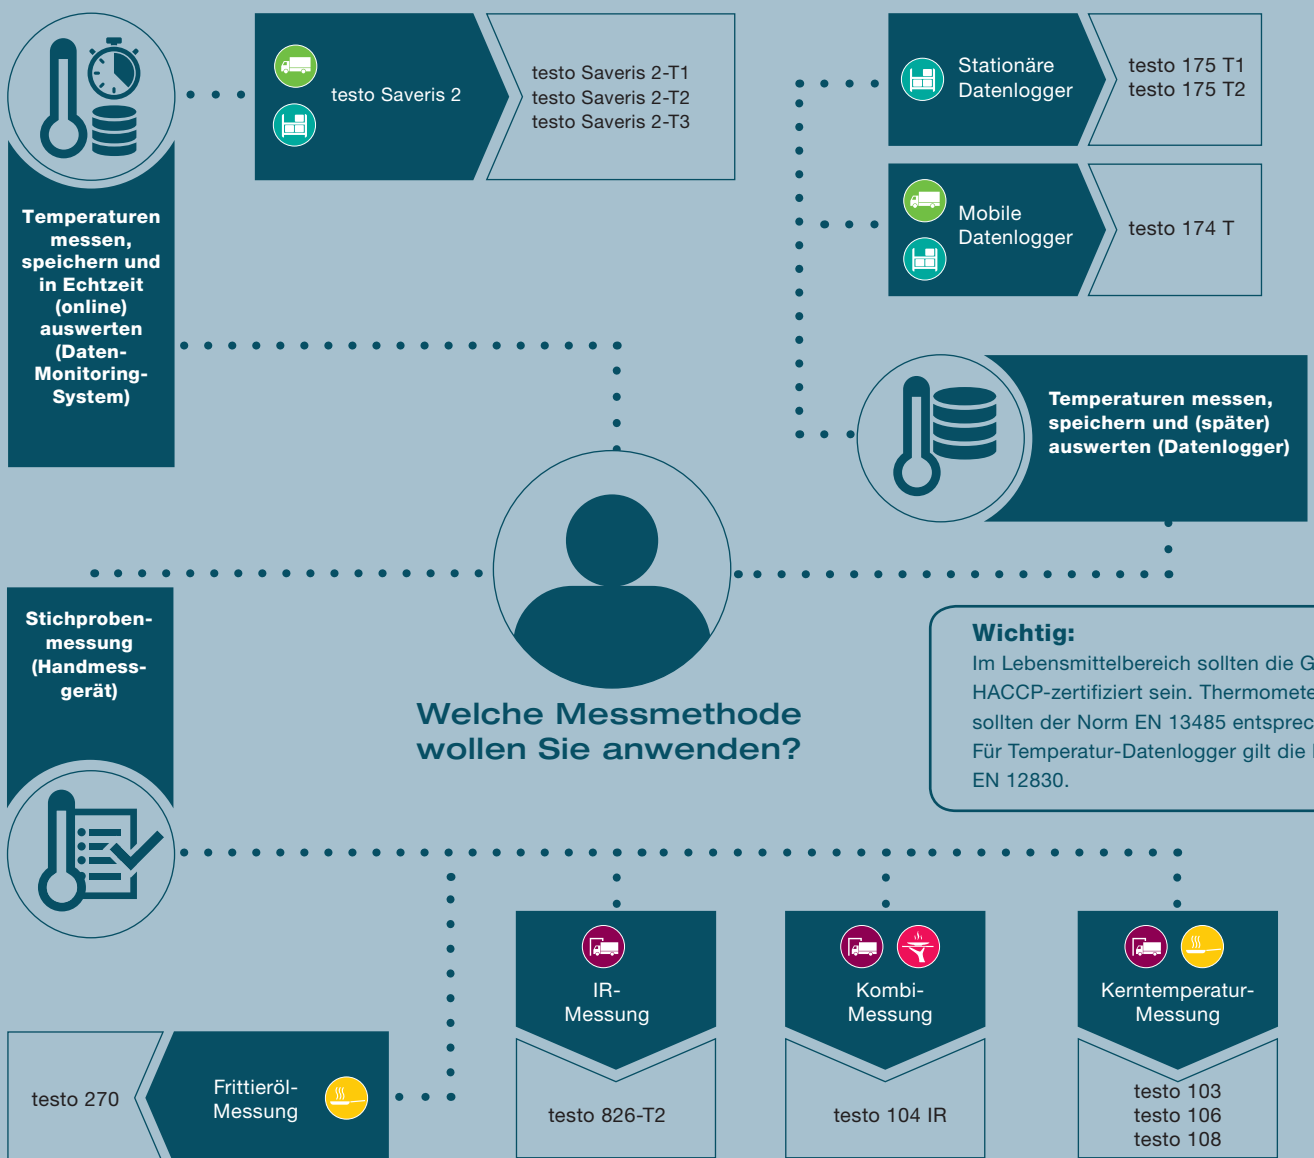 testo Saveris 2
testo Saveris 2-T1
testo Saveris 2-T2
testo Saveris 2-T3
Temperaturen
messen,
speichern und
in Echtzeit
(online)
auswerten
(Daten-
Monitoring-
System)
Stationäre
Datenlogger
testo 175 T1
testo 175 T2
Mobile
Datenlogger
testo 174 T
Temperaturen messen,
speichern und (später)
auswerten (Datenlogger)
Stichproben-
messung
(Handmess-
gerät)
Welche Messmethode
wollen Sie anwenden?
Wichtig:
Im Lebensmittelbereich sollten die
HACCP-zertifiziert sein.
sollten der Norm EN 13485
Für Temperatur-Datenlogger gilt die
EN 12830.
IR-
Messung
testo 826-T2
Kombi-
Messung
testo 104 IR
Kerntemperatur-
Messung
testo 103
testo 106
testo 108
Frittieröl-
Messung
testo 270